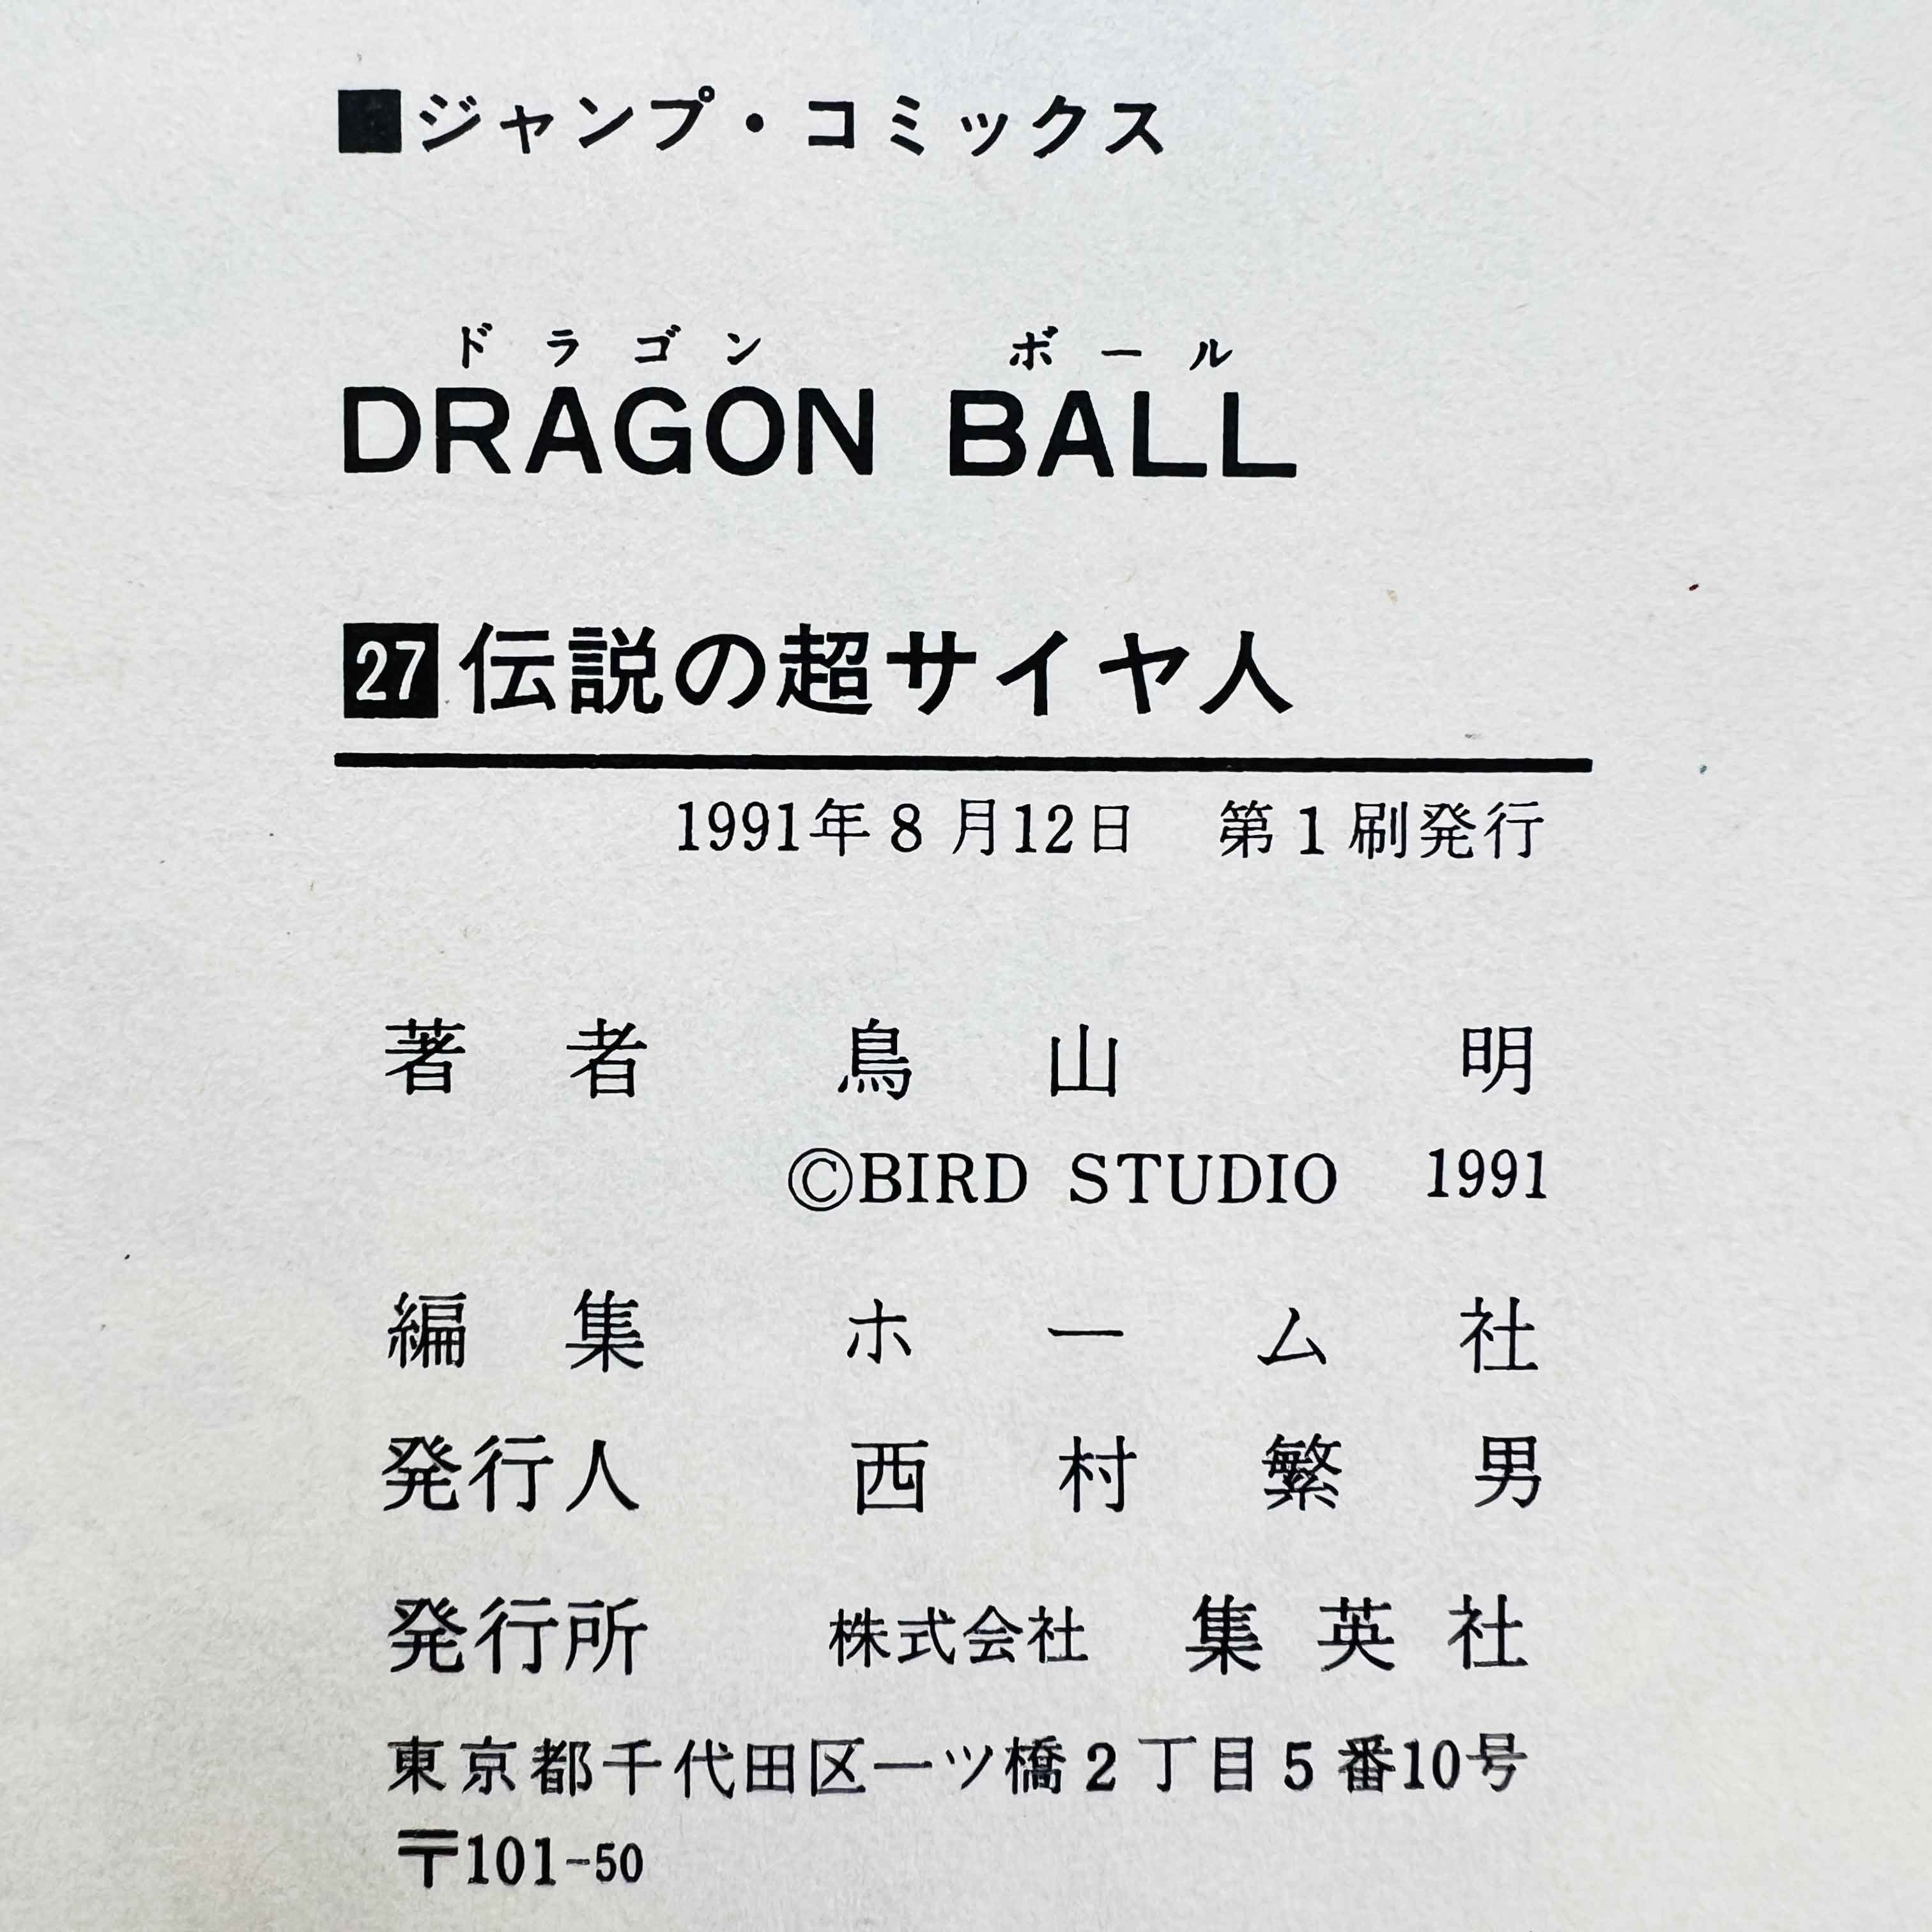 ■ジャンプ・コミックス
ドラゴン ボール
DRAGON BALL
27 伝説の超サイヤ人
1991年8月12日 第1刷発行
著者 鳥山明
©BIRD STUDIO 1991
編集 ホーム社
発行人 西村繁男
発行所 株式会社 集英社
東京都千代田区一ツ橋2丁目5番10号
〒101-50